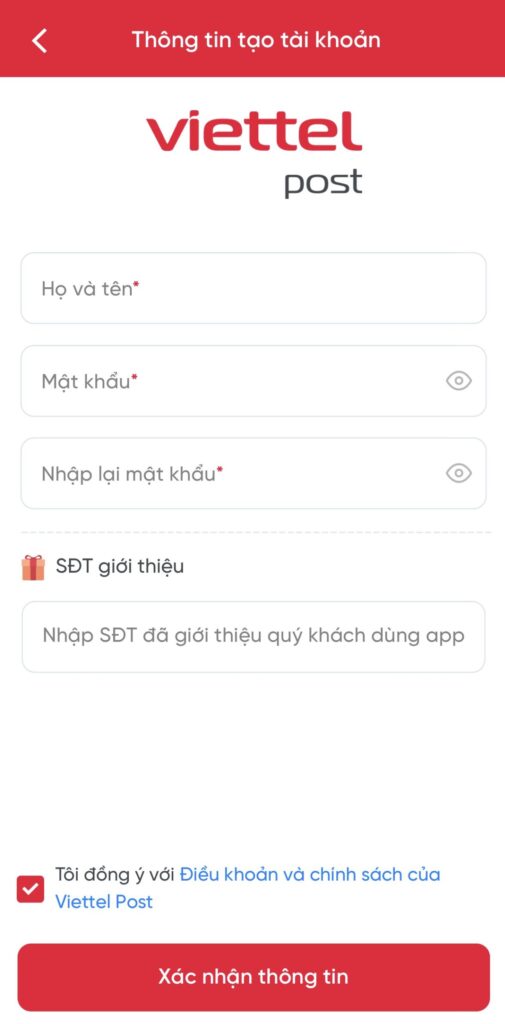 Thông tin tạo tài khoản
viettel
post
Họ và tên*
Mật khẩu*
Nhập lại mật khẩu*
SĐT giới thiệu
Nhập SĐT đã giới thiệu quý khách dùng app
Tôi đồng ý với Điều khoản và chính sách của
Viettel Post
Xác nhận thông tin